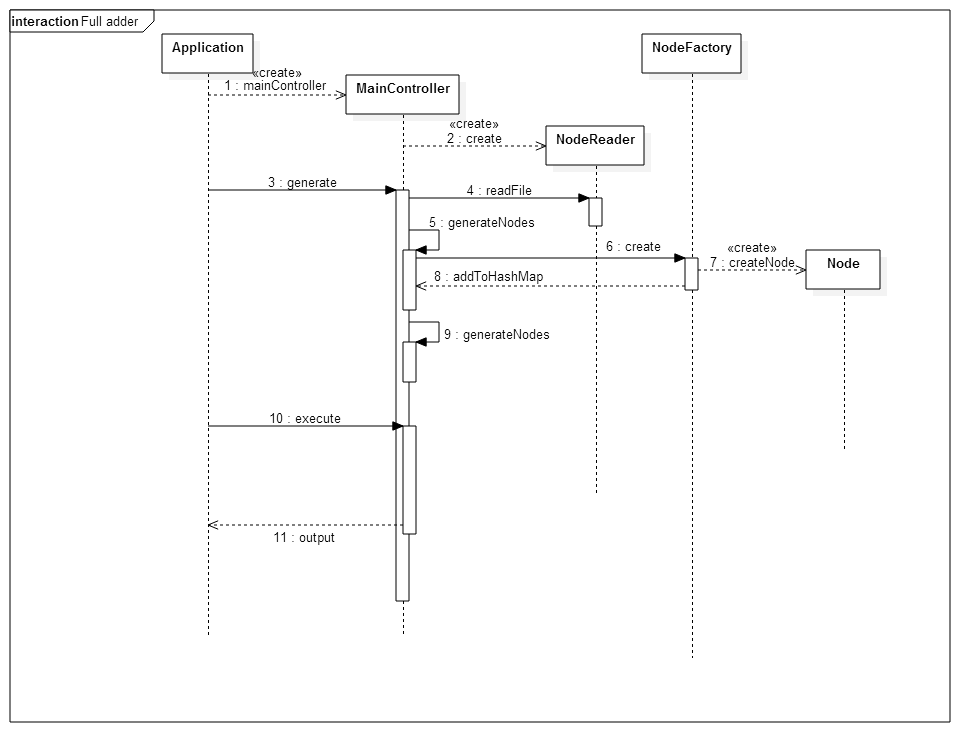 interaction Full adder
Application
NodeFactory
«create»
1 : mainController
MainController
«create»
2 : create
NodeReader
3 : generate
4 : readFile
5 : generateNodes
6 : create
«create»
7 : createNode
Node
8 : addToHashMap
9 : generateNodes
10 : execute
11 : output